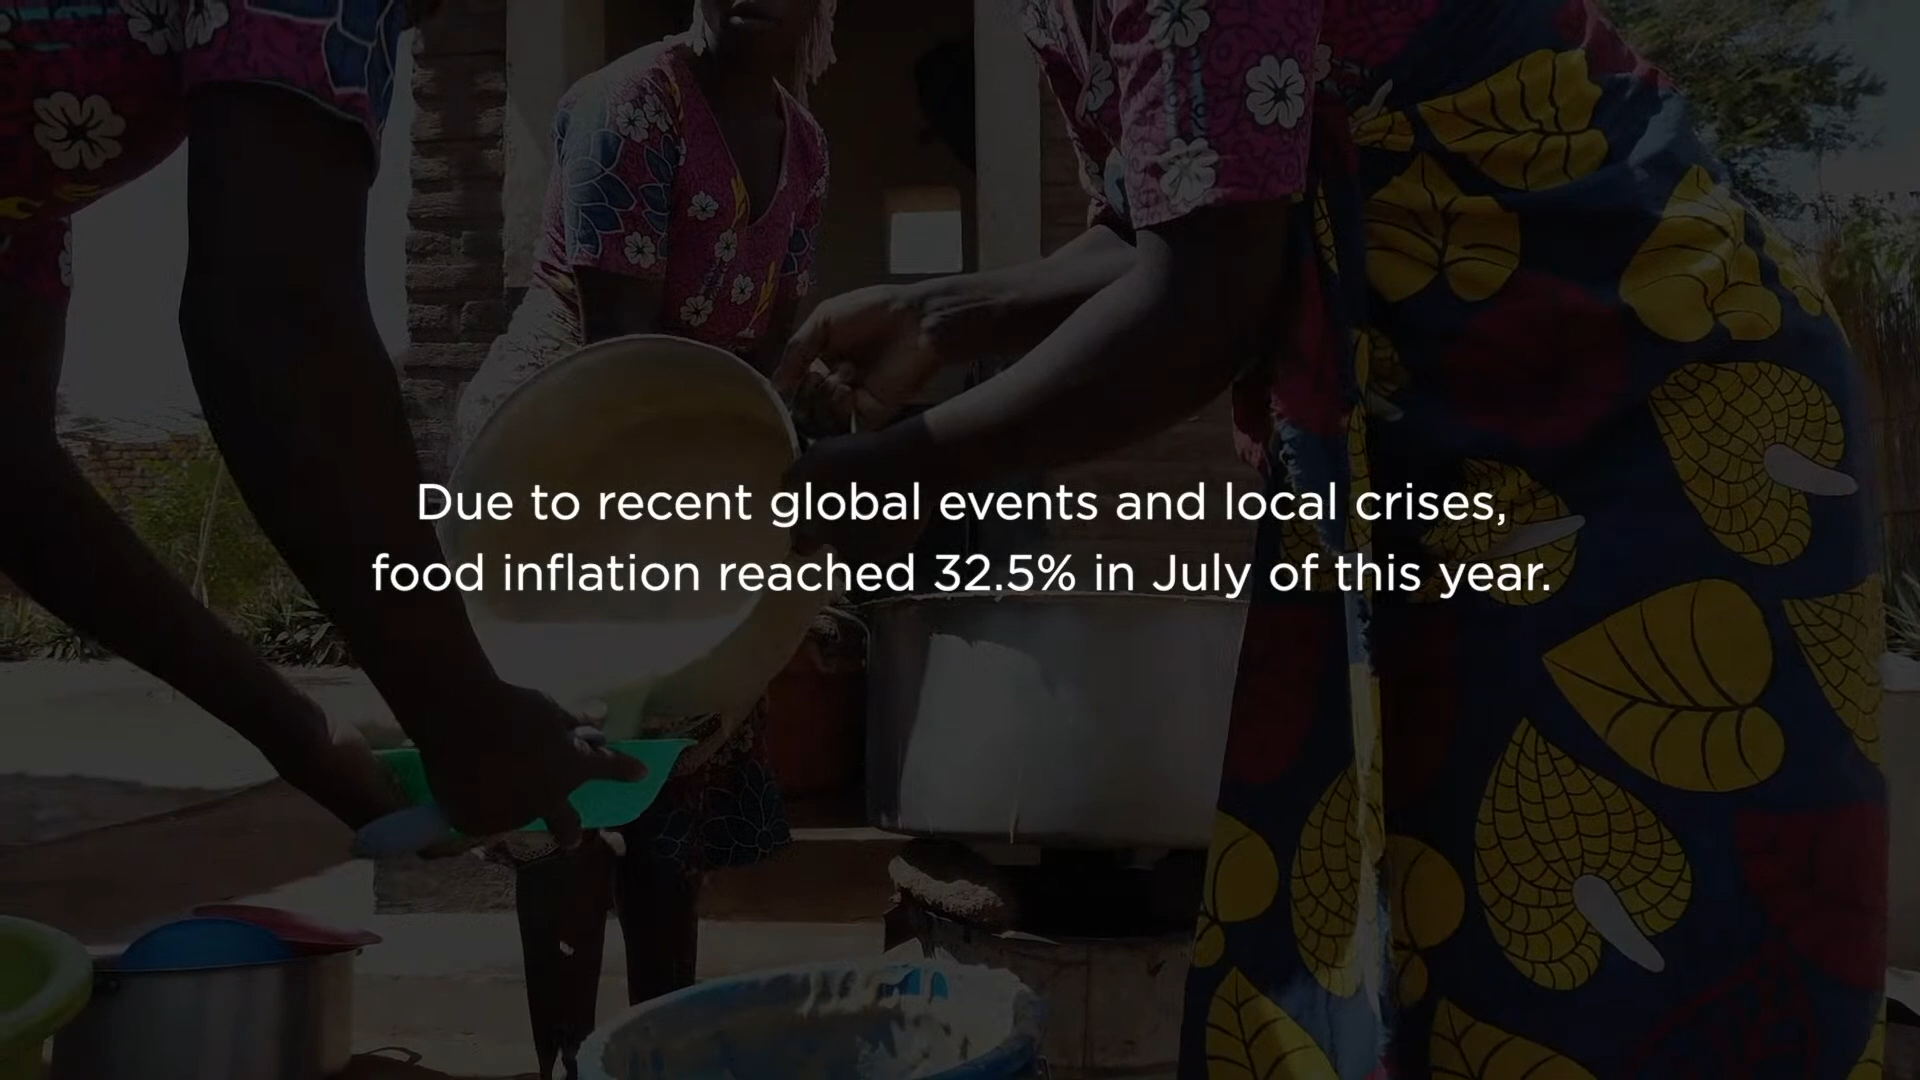 Due to recent global events and local crises,
food inflation reached 32.5% in July of this year.